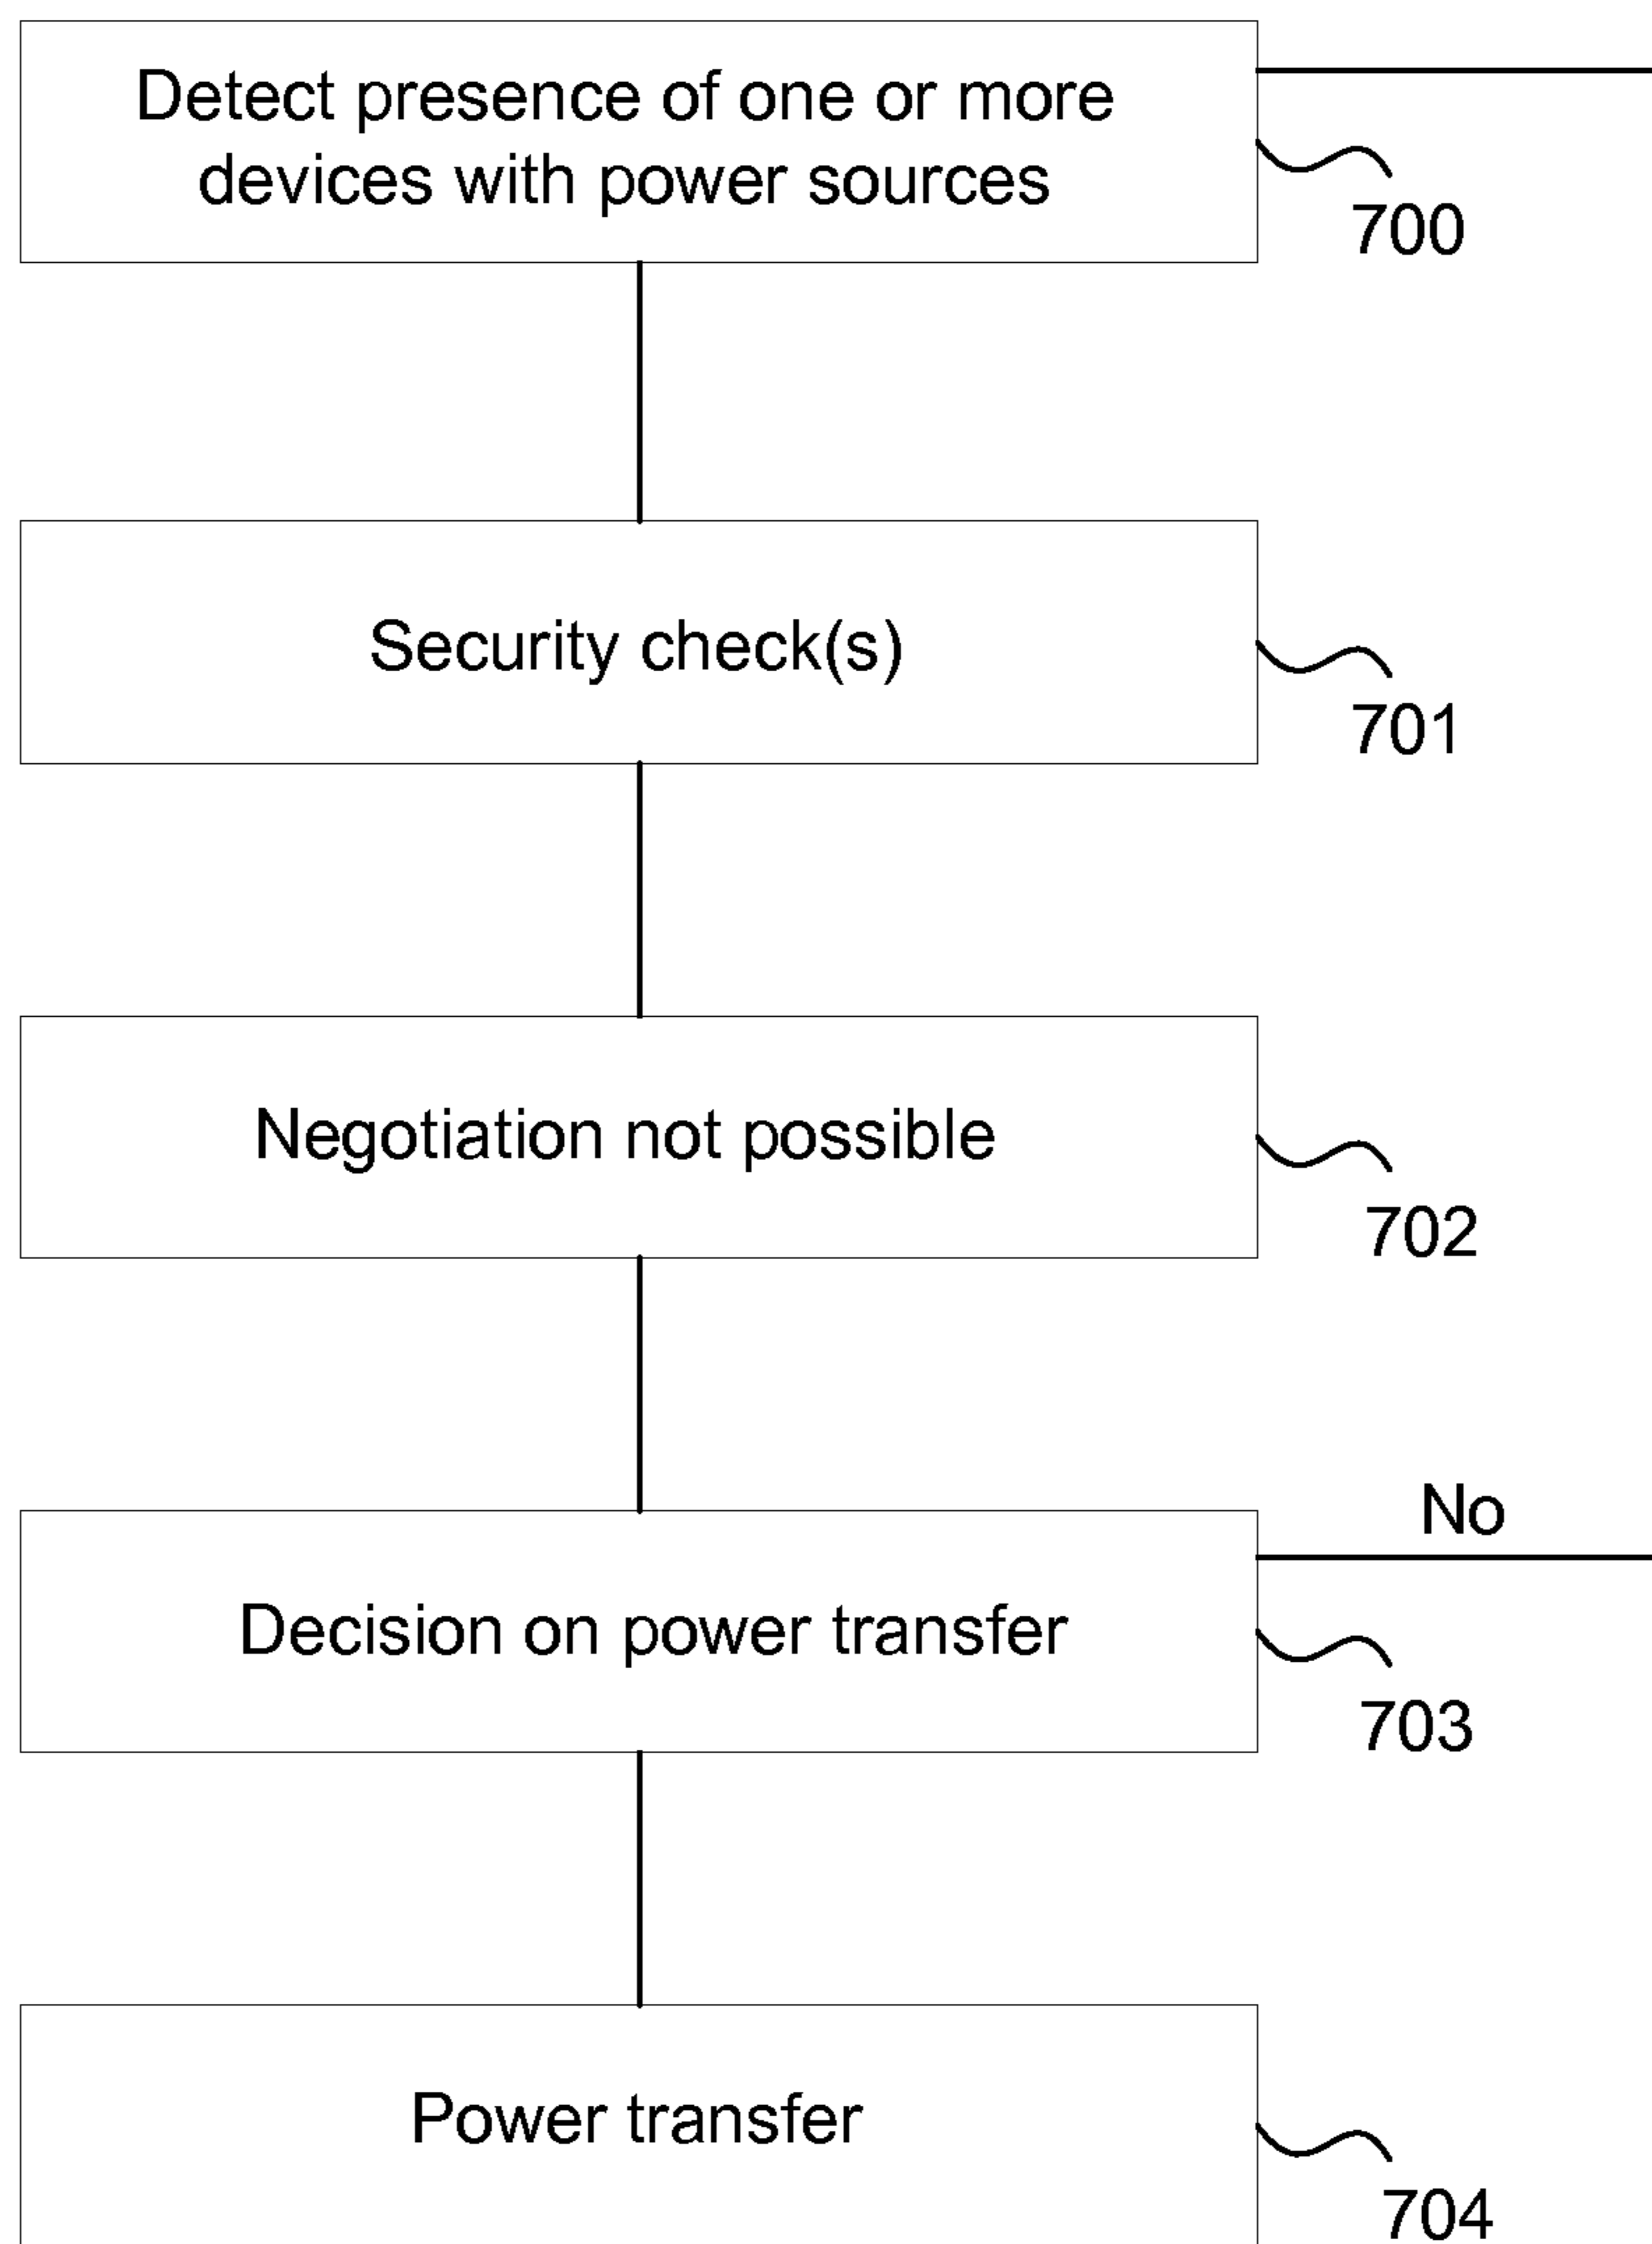 Detect presence of one or more
devices with power sources
700
Security check(s)
701
Negotiation not possible
702
No
Decision on power transfer
703
Power transfer
704